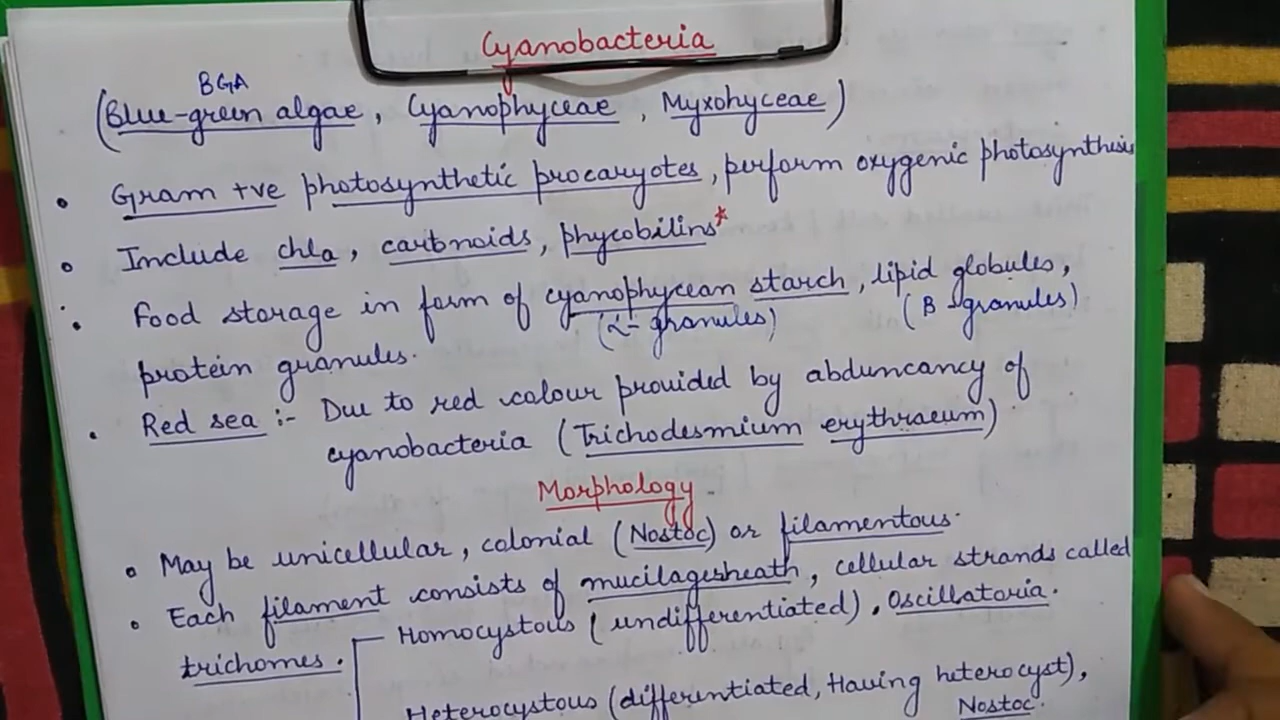 Cyanobacteria
BGA
(Blue-green algae, Cyanophyceae, Myxohyceae)
• Gram +ve photosynthetic procaryotes, perform oxygenic photosynthesis
• Include chla, carotnoids, phycobilins*
• Food storage in form of cyanophycean starch, lipid globules,
(α- granules) (B -granules)
protein granules.
• Red sea :- Due to red colour provided by abduncancy of
cyanobacteria (Trichodesmium erythraeum)
Morphology
• May be unicellular, colonial (Nostoc) or filamentous.
• Each filament consists of mucilagesheath, cellular strands called
trichomes. Homocystous (undifferentiated), Oscillatoria.
Heterocystous (differentiated, Having heterocyst),
Nostoc.